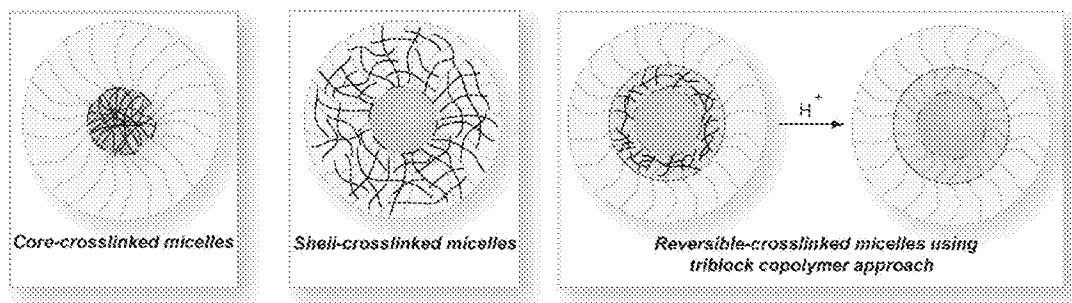 H+
Core-crosslinked micelles
Shell-crosslinked micelles
Reversible-crosslinked micelles using
triblock copolymer approach